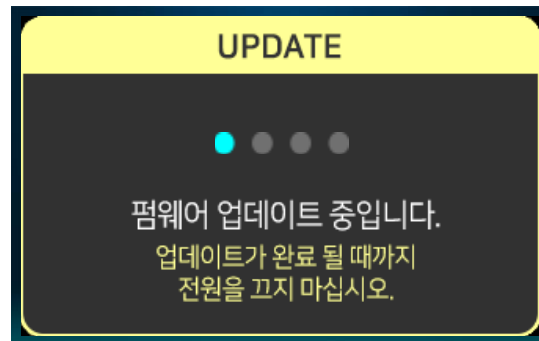 UPDATE
펌웨어 업데이트 중입니다.
업데이트가 완료 될 때까지
전원을 끄지 마십시오.